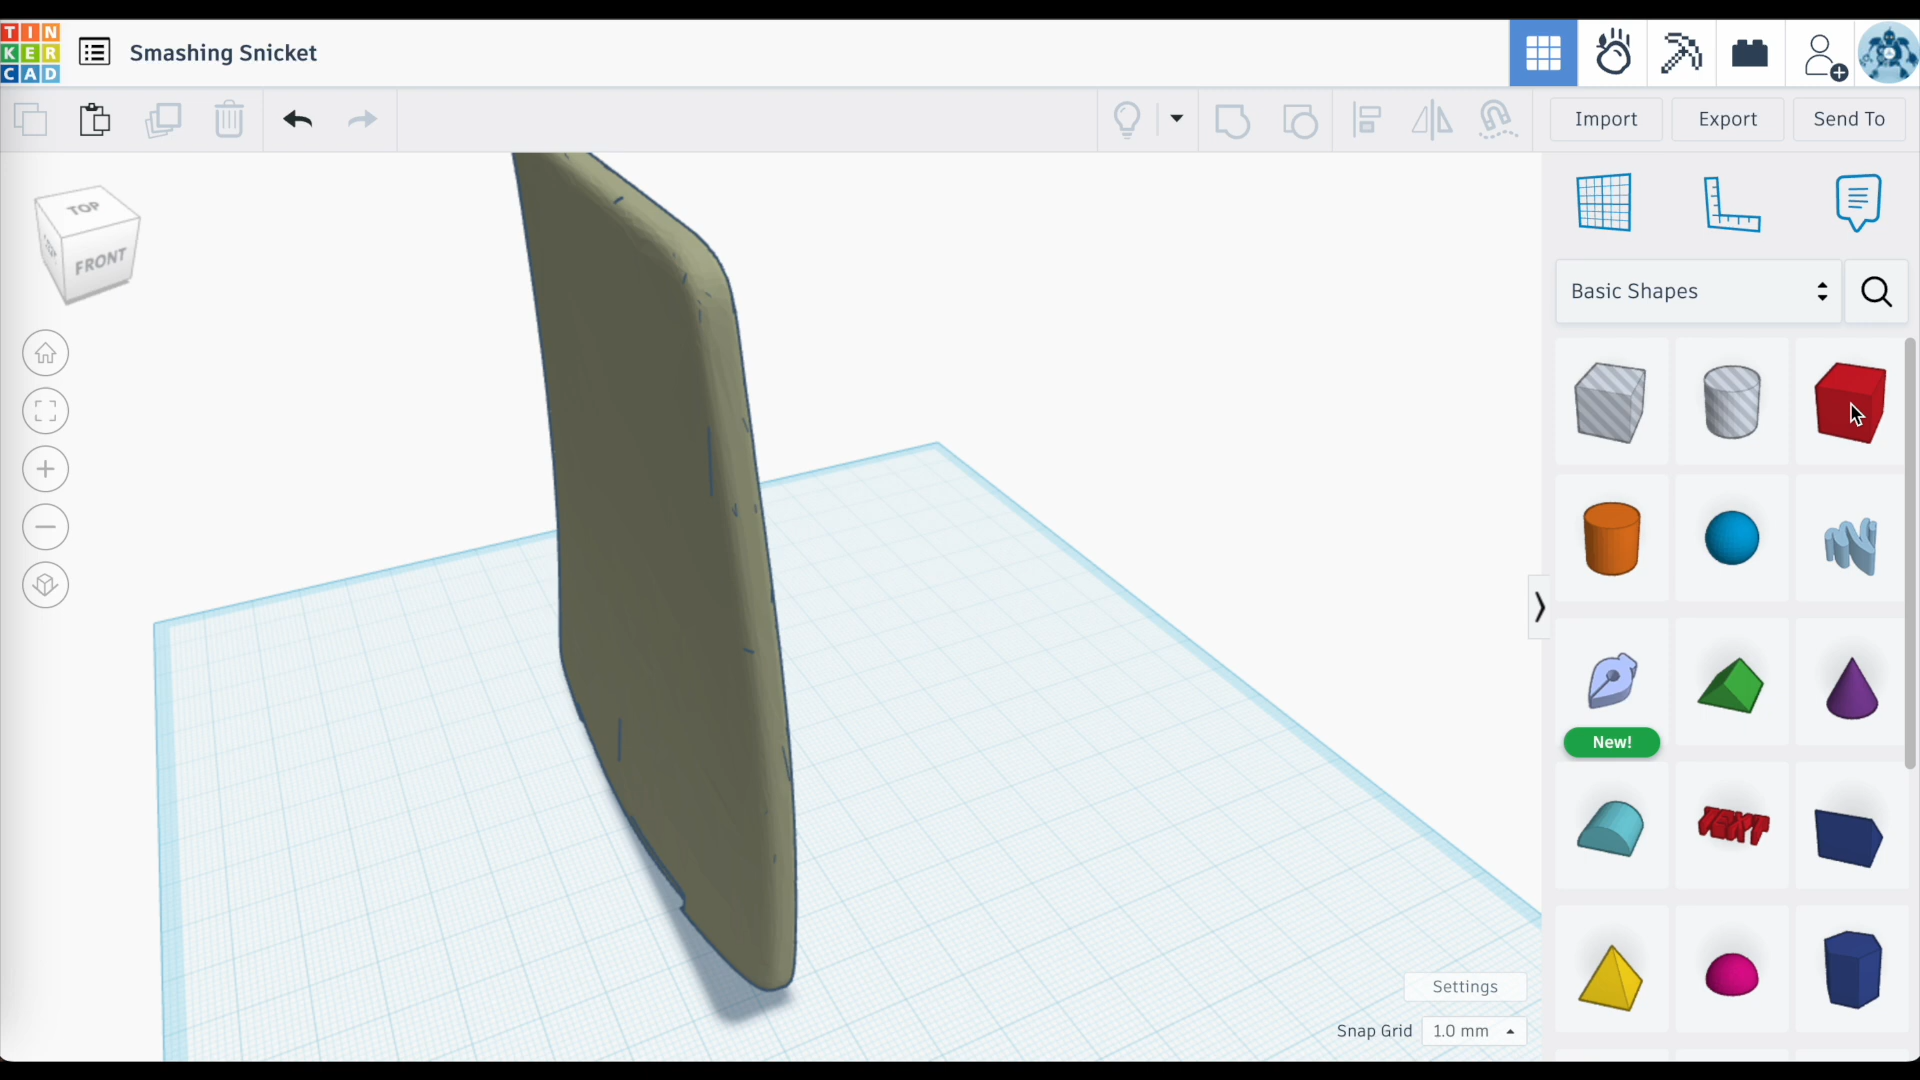 TIN
KER
CAD
Smashing Snicket
Import
Export
Send To
TOP
FRONT
Basic Shapes
New!
TEXT
Settings
Snap Grid
1.0 mm